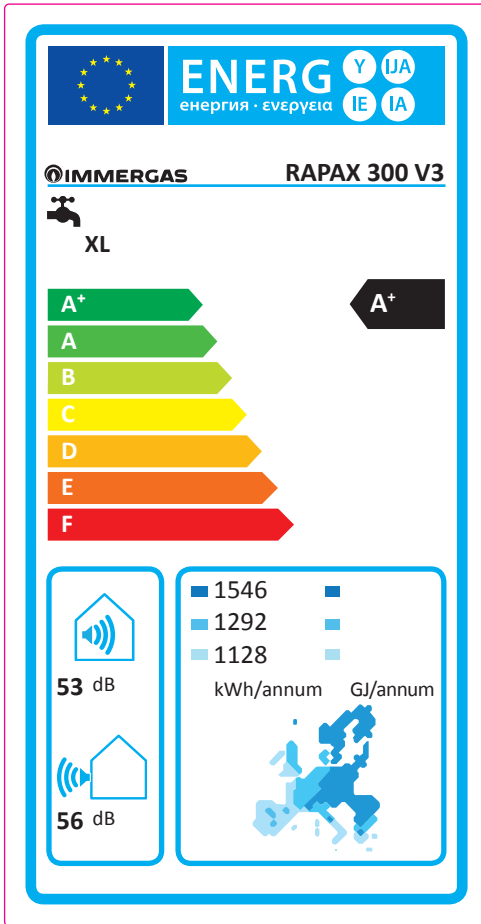 ENERG Y IJA
енергия · ενεργεια IE IA
IMMERGAS RAPAX 300 V3
XL
A+ A+
A
B
C
D
E
F
1546
1292
1128
kWh/annum GJ/annum
53 dB
56 dB